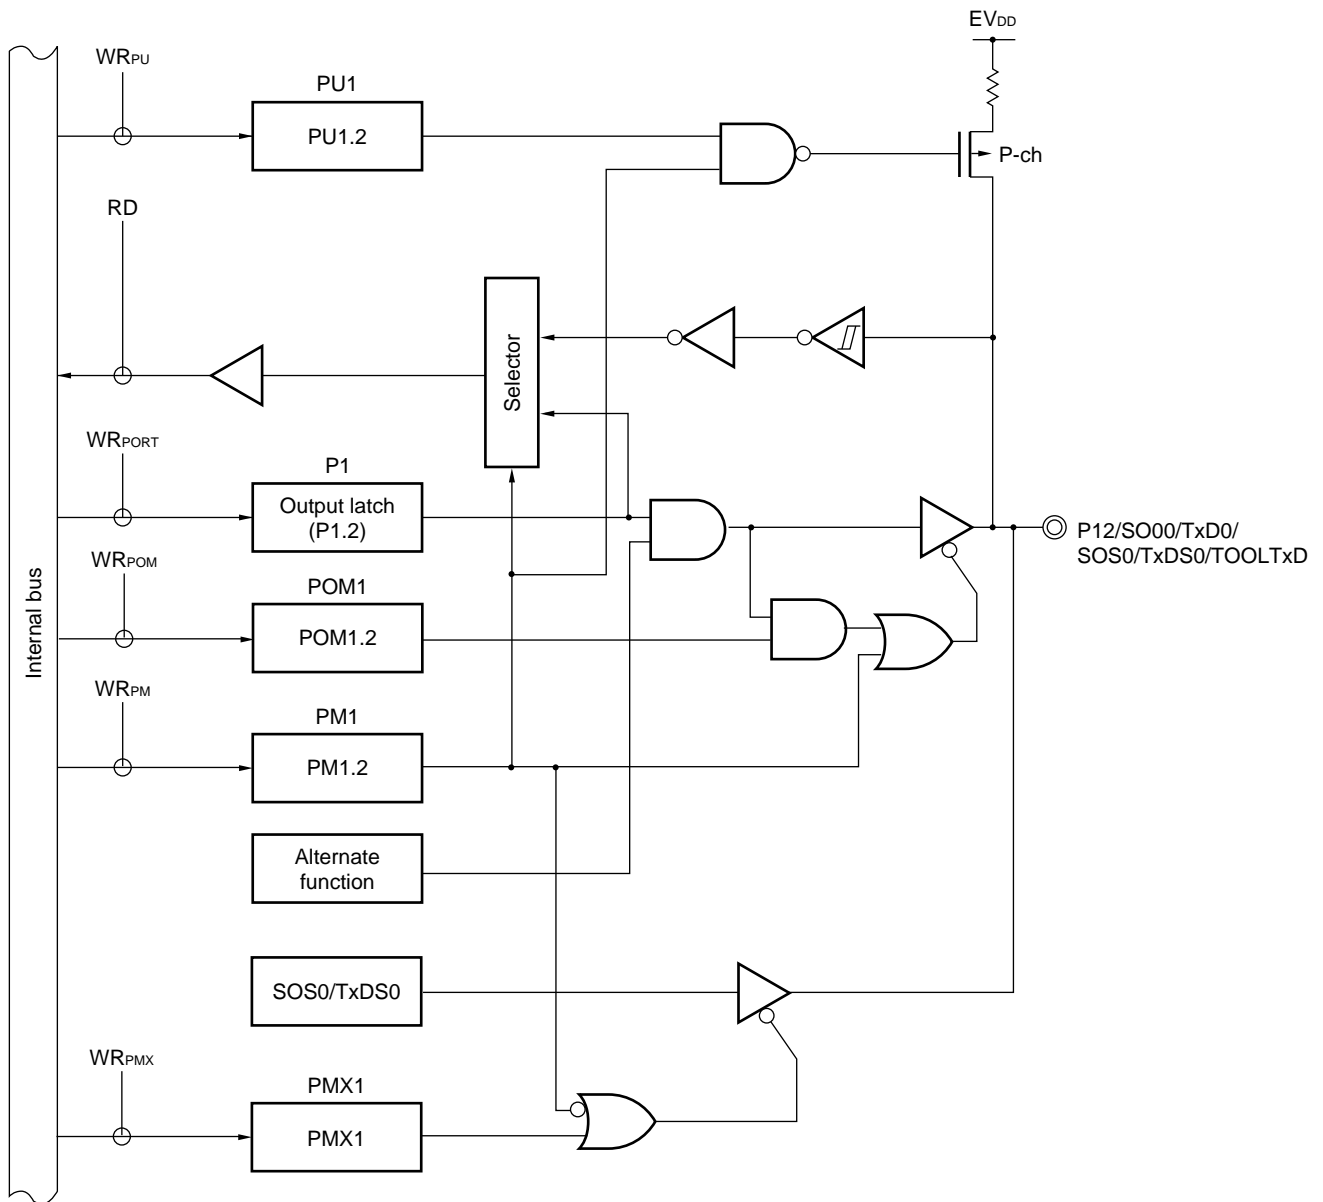 EVDD
WRPU
PU1
PU1.2
P-ch
RD
Selector
WRPORT
P1
Output latch
(P1.2)
P12/SO00/TxD0/
SOS0/TxDS0/TOOLTxD
WRPOM
POM1
POM1.2
Internal bus
WRPM
PM1
PM1.2
Alternate
function
SOS0/TxDS0
WRPMX
PMX1
PMX1